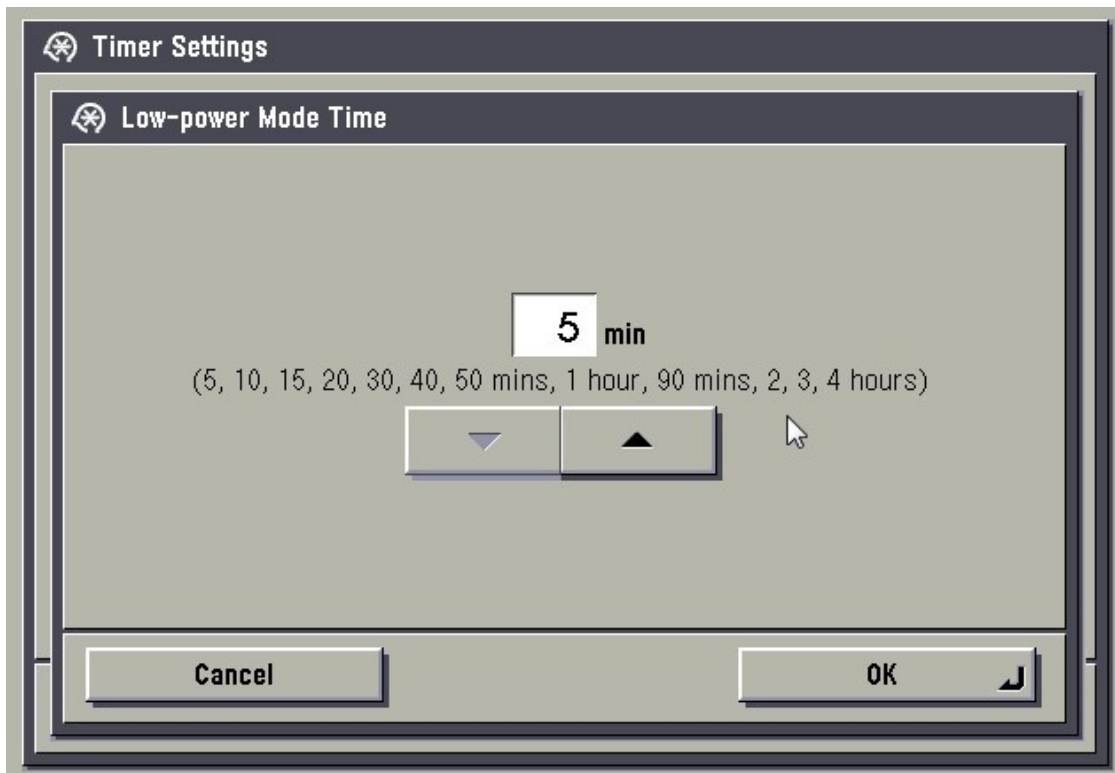 Timer Settings
Low-power Mode Time
5 min
(5, 10, 15, 20, 30, 40, 50 mins, 1 hour, 90 mins, 2, 3, 4 hours)
Cancel OK